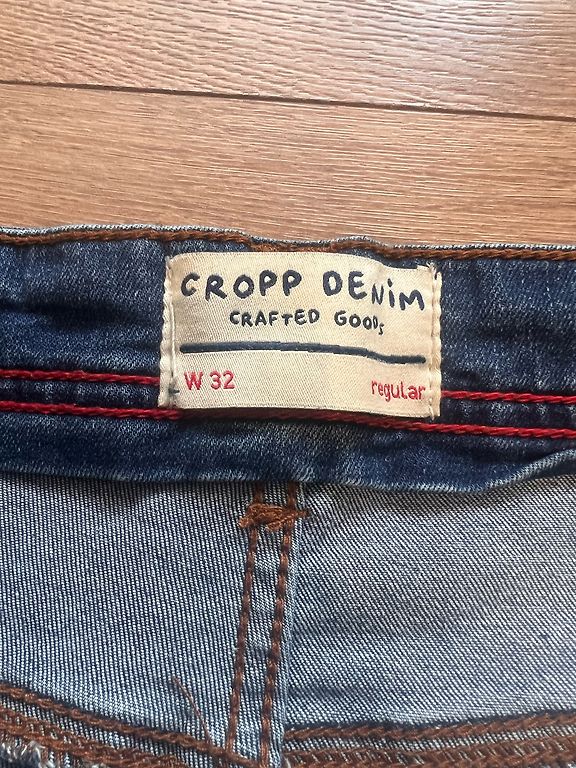 CROPP DENiM
CRAFTED GOODs
W 32 regular